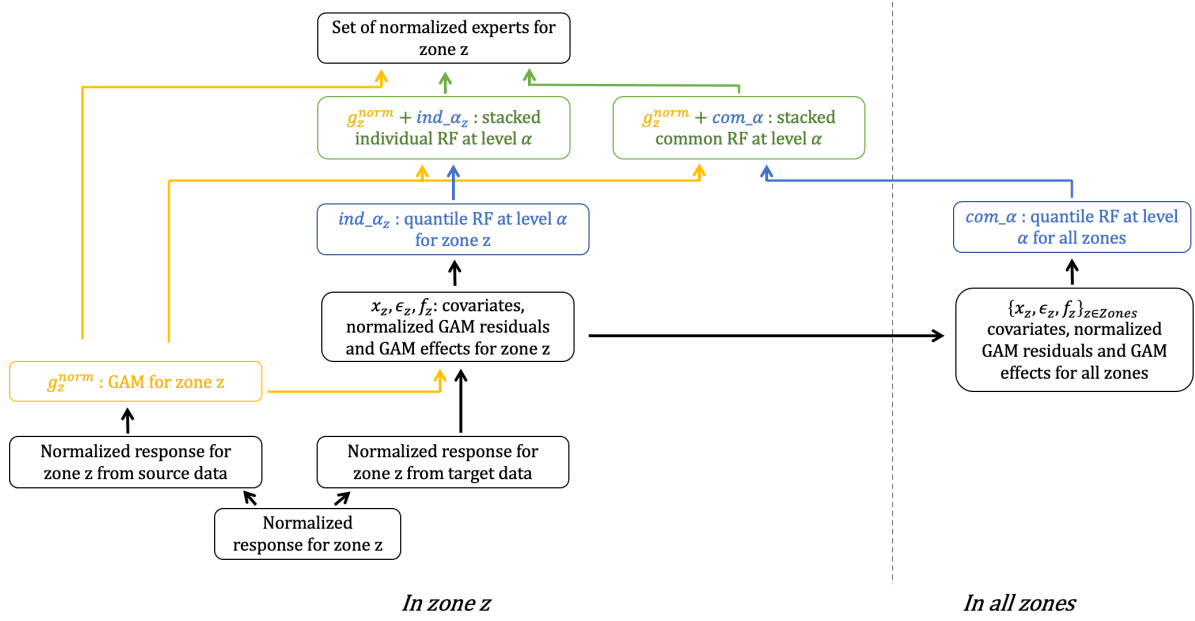 Set of normalized experts for
zone z
g_z^{norm} + ind_α_z : stacked
individual RF at level α
g_z^{norm} + com_α : stacked
common RF at level α
ind_α_z : quantile RF at level α
for zone z
com_α : quantile RF at level
α for all zones
x_z, ϵ_z, f_z: covariates,
normalized GAM residuals
and GAM effects for zone z
{x_z, ϵ_z, f_z}_{z∈Zones}
covariates, normalized
GAM residuals and GAM
effects for all zones
g_z^{norm} : GAM for zone z
Normalized response for
zone z from source data
Normalized response for
zone z from target data
Normalized
response for zone z
In zone z
In all zones